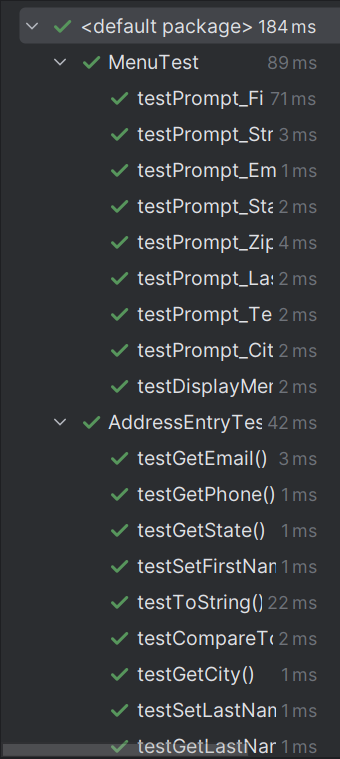 <default package> 184 ms
MenuTest 89 ms
testPrompt_Fi 71 ms
testPrompt_Str 3 ms
testPrompt_Em 1 ms
testPrompt_Sta 2 ms
testPrompt_Zip 4 ms
testPrompt_Las 2 ms
testPrompt_Te 2 ms
testPrompt_Cit 2 ms
testDisplayMer 2 ms
AddressEntryTes 42 ms
testGetEmail() 3 ms
testGetPhone() 1 ms
testGetState() 1 ms
testSetFirstNan 1 ms
testToString() 22 ms
testCompareTo 2 ms
testGetCity() 1 ms
testSetLastNan 1 ms
testGetLastNar 1 ms